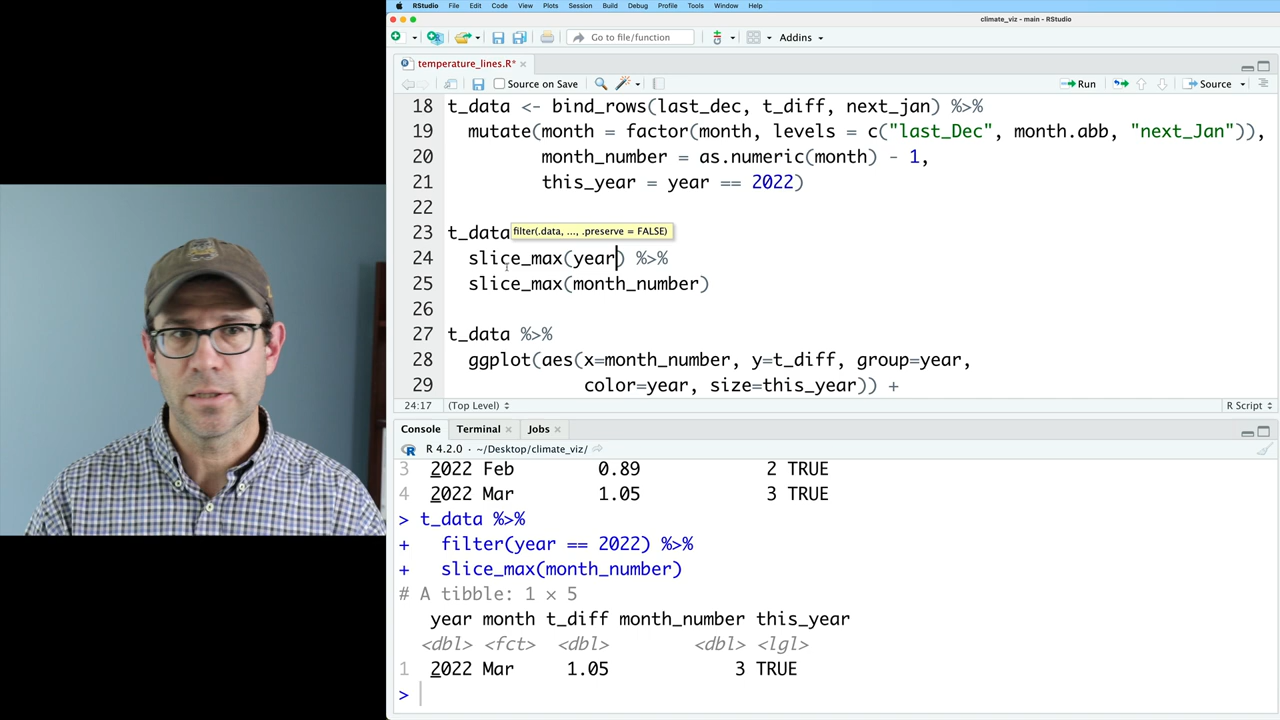 RStudio File Edit Code View Plots Session Build Debug Profile Tools Window Help
climate_viz - main - RStudio
Go to file/function Addins
temperature_lines.R*
Source on Save Run Source
18 t_data <- bind_rows(last_dec, t_diff, next_jan) %>%
19 mutate(month = factor(month, levels = c("last_Dec", month.abb, "next_Jan")),
20 month_number = as.numeric(month) - 1,
21 this_year = year == 2022)
22
23 t_data filter(.data, ..., .preserve = FALSE)
24 slice_max(year) %>%
25 slice_max(month_number)
26
27 t_data %>%
28 ggplot(aes(x=month_number, y=t_diff, group=year,
29 color=year, size=this_year)) +
24:17 (Top Level) R Script
Console Terminal Jobs
R 4.2.0 · ~/Desktop/climate_viz/
3 2022 Feb 0.89 2 TRUE
4 2022 Mar 1.05 3 TRUE
> t_data %>%
+ filter(year == 2022) %>%
+ slice_max(month_number)
# A tibble: 1 × 5
year month t_diff month_number this_year
<dbl> <fct> <dbl> <dbl> <lgl>
1 2022 Mar 1.05 3 TRUE
>